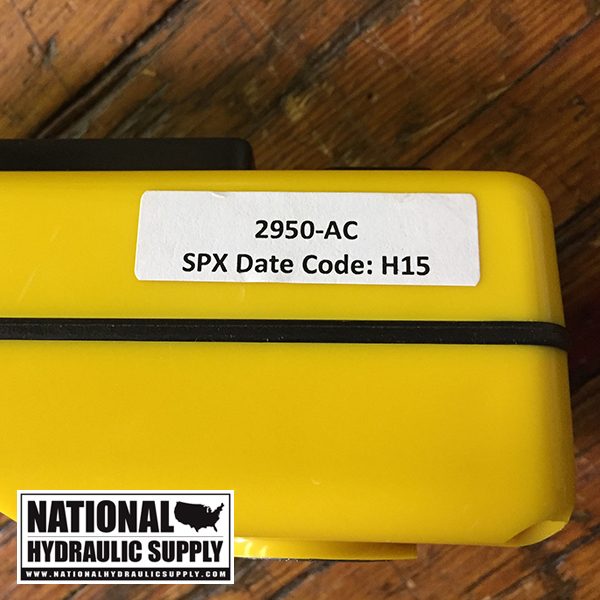 2950-AC
SPX Date Code: H15
NATIONAL
HYDRAULIC SUPPLY
WWW.NATIONALHYDRAULICSUPPLY.COM